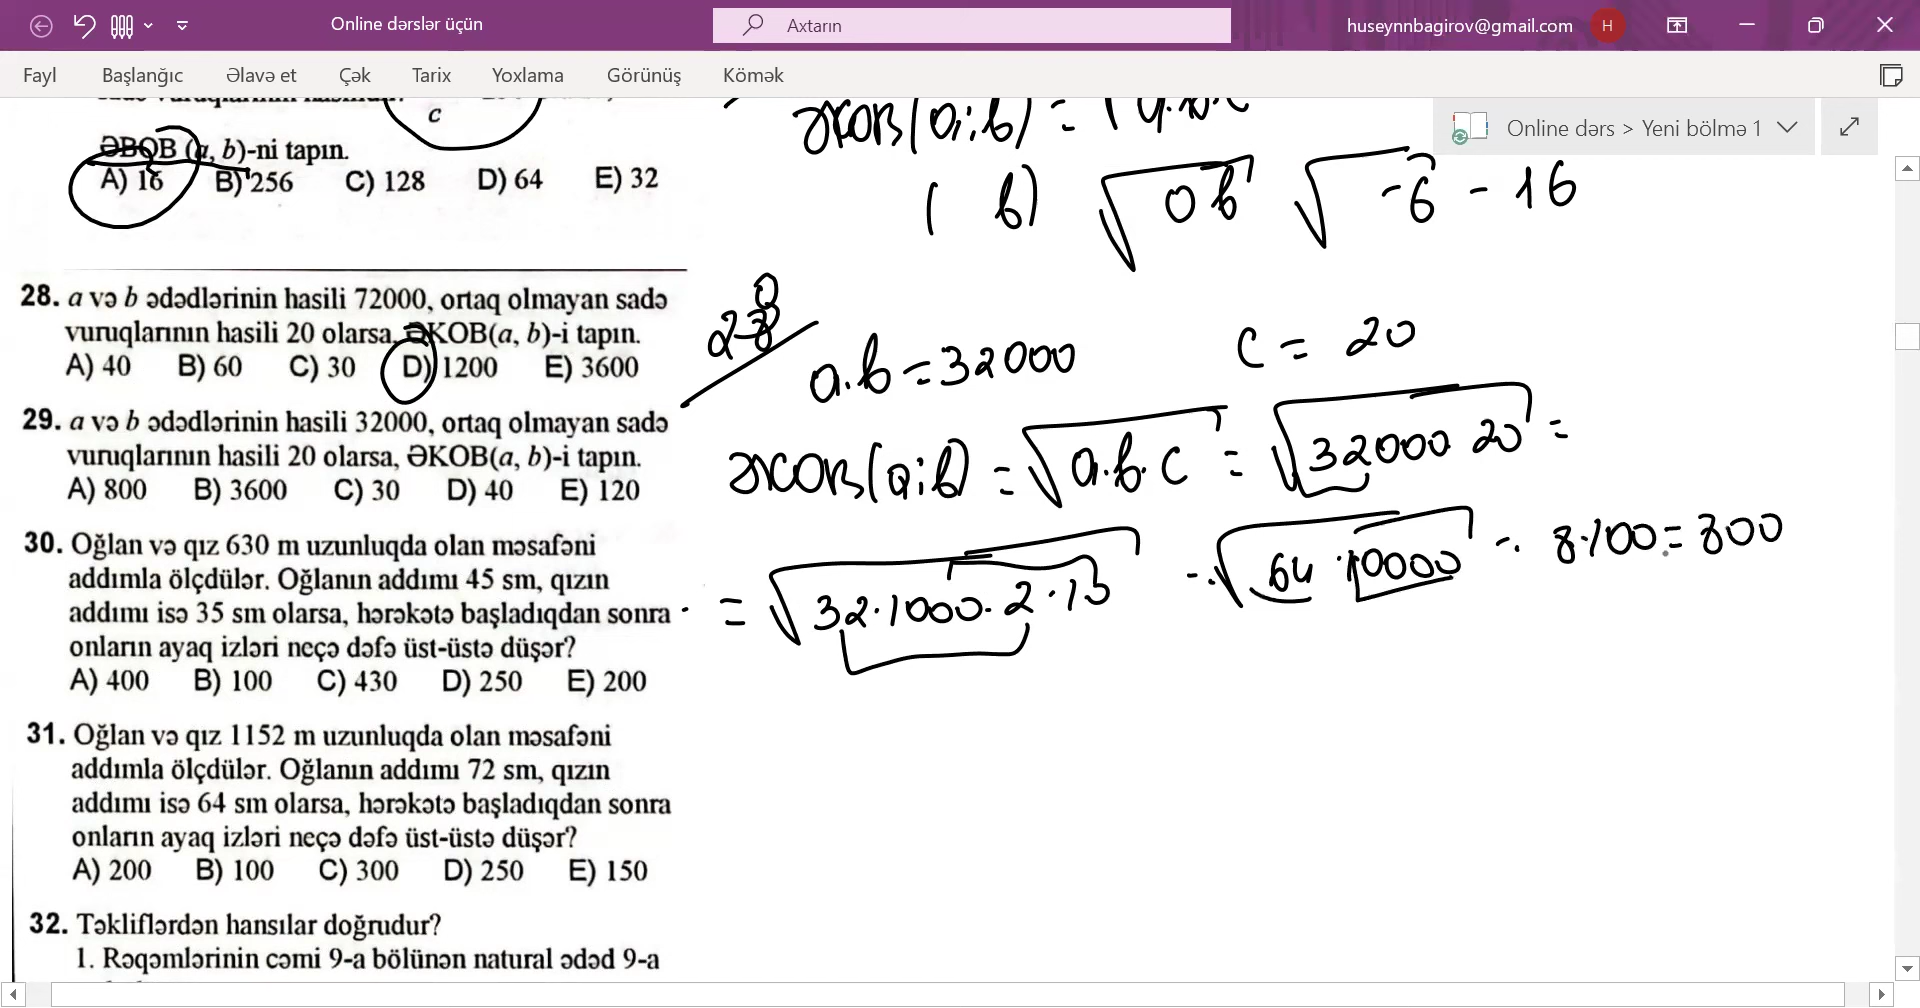 Online dərslər üçün
Axtarın
huseynnbagirov@gmail.com
H
Fayl Başlanğıc Əlavə et Çək Tarix Yoxlama Görünüş Kömək
Online dərs > Yeni bölmə 1
c
ƏBOB (a, b)-ni tapın.
A) 16 B) 256 C) 128 D) 64 E) 32
28. a və b ədədlərinin hasili 72000, ortaq olmayan sadə
vuruqlarının hasili 20 olarsa, ƏKOB(a, b)-i tapın.
A) 40 B) 60 C) 30 D) 1200 E) 3600
29. a və b ədədlərinin hasili 32000, ortaq olmayan sadə
vuruqlarının hasili 20 olarsa, ƏKOB(a, b)-i tapın.
A) 800 B) 3600 C) 30 D) 40 E) 120
30. Oğlan və qız 630 m uzunluqda olan məsafəni
addımla ölçdülər. Oğlanın addımı 45 sm, qızın
addımı isə 35 sm olarsa, hərəkətə başladıqdan sonra
onların ayaq izləri neçə dəfə üst-üstə düşər?
A) 400 B) 100 C) 430 D) 250 E) 200
31. Oğlan və qız 1152 m uzunluqda olan məsafəni
addımla ölçdülər. Oğlanın addımı 72 sm, qızın
addımı isə 64 sm olarsa, hərəkətə başladıqdan sonra
onların ayaq izləri neçə dəfə üst-üstə düşər?
A) 200 B) 100 C) 300 D) 250 E) 150
32. Təkliflərdən hansılar doğrudur?
1. Rəqəmlərinin cəmi 9-a bölünən natural ədəd 9-a
a.b=32000 c = 20
ƏKOB(a;b) = √a.b.c = √32000 20 =
= √32·1000·2·10 √64·10000 8·100=800